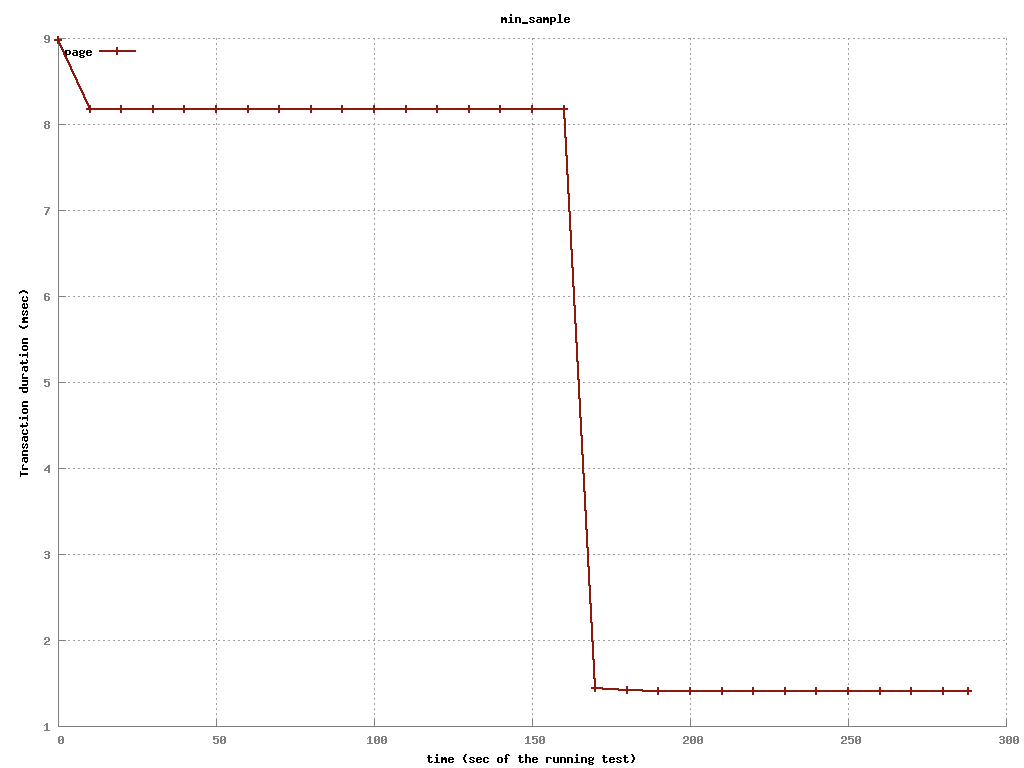 min_sample
page
9
8
7
6
5
4
3
2
1
Transaction duration (msec)
0 50 100 150 200 250 300
time (sec of the running test)